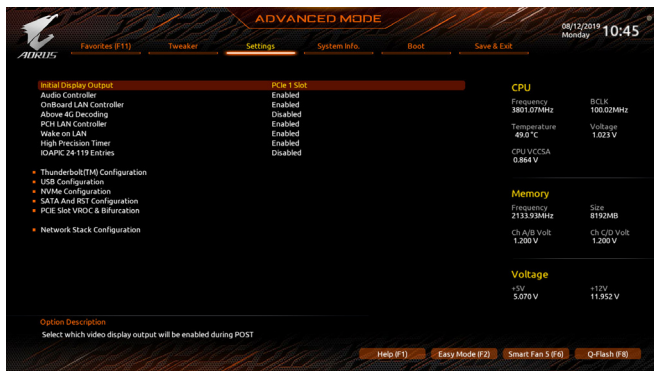 ADVANCED MODE
08/12/2019
Monday
10:45
AORUS
Favorites (F11) Tweaker Settings System Info. Boot Save & Exit
Initial Display Output PCIe 1 Slot
Audio Controller Enabled
OnBoard LAN Controller Enabled
Above 4G Decoding Disabled
PCH LAN Controller Enabled
Wake on LAN Enabled
High Precision Timer Enabled
IOAPIC 24-119 Entries Disabled
Thunderbolt(TM) Configuration
USB Configuration
NVMe Configuration
SATA And RST Configuration
PCIE Slot VROC & Bifurcation
Network Stack Configuration
CPU
Frequency BCLK
3801.07MHz 100.02MHz
Temperature Voltage
49.0 °C 1.023 V
CPU VCCSA
0.864 V
Memory
Frequency Size
2133.93MHz 8192MB
Ch A/B Volt Ch C/D Volt
1.200 V 1.200 V
Voltage
+5V +12V
5.070 V 11.952 V
Option Description
Select which video display output will be enabled during POST
Help (F1) Easy Mode (F2) Smart Fan 5 (F6) Q-Flash (F8)